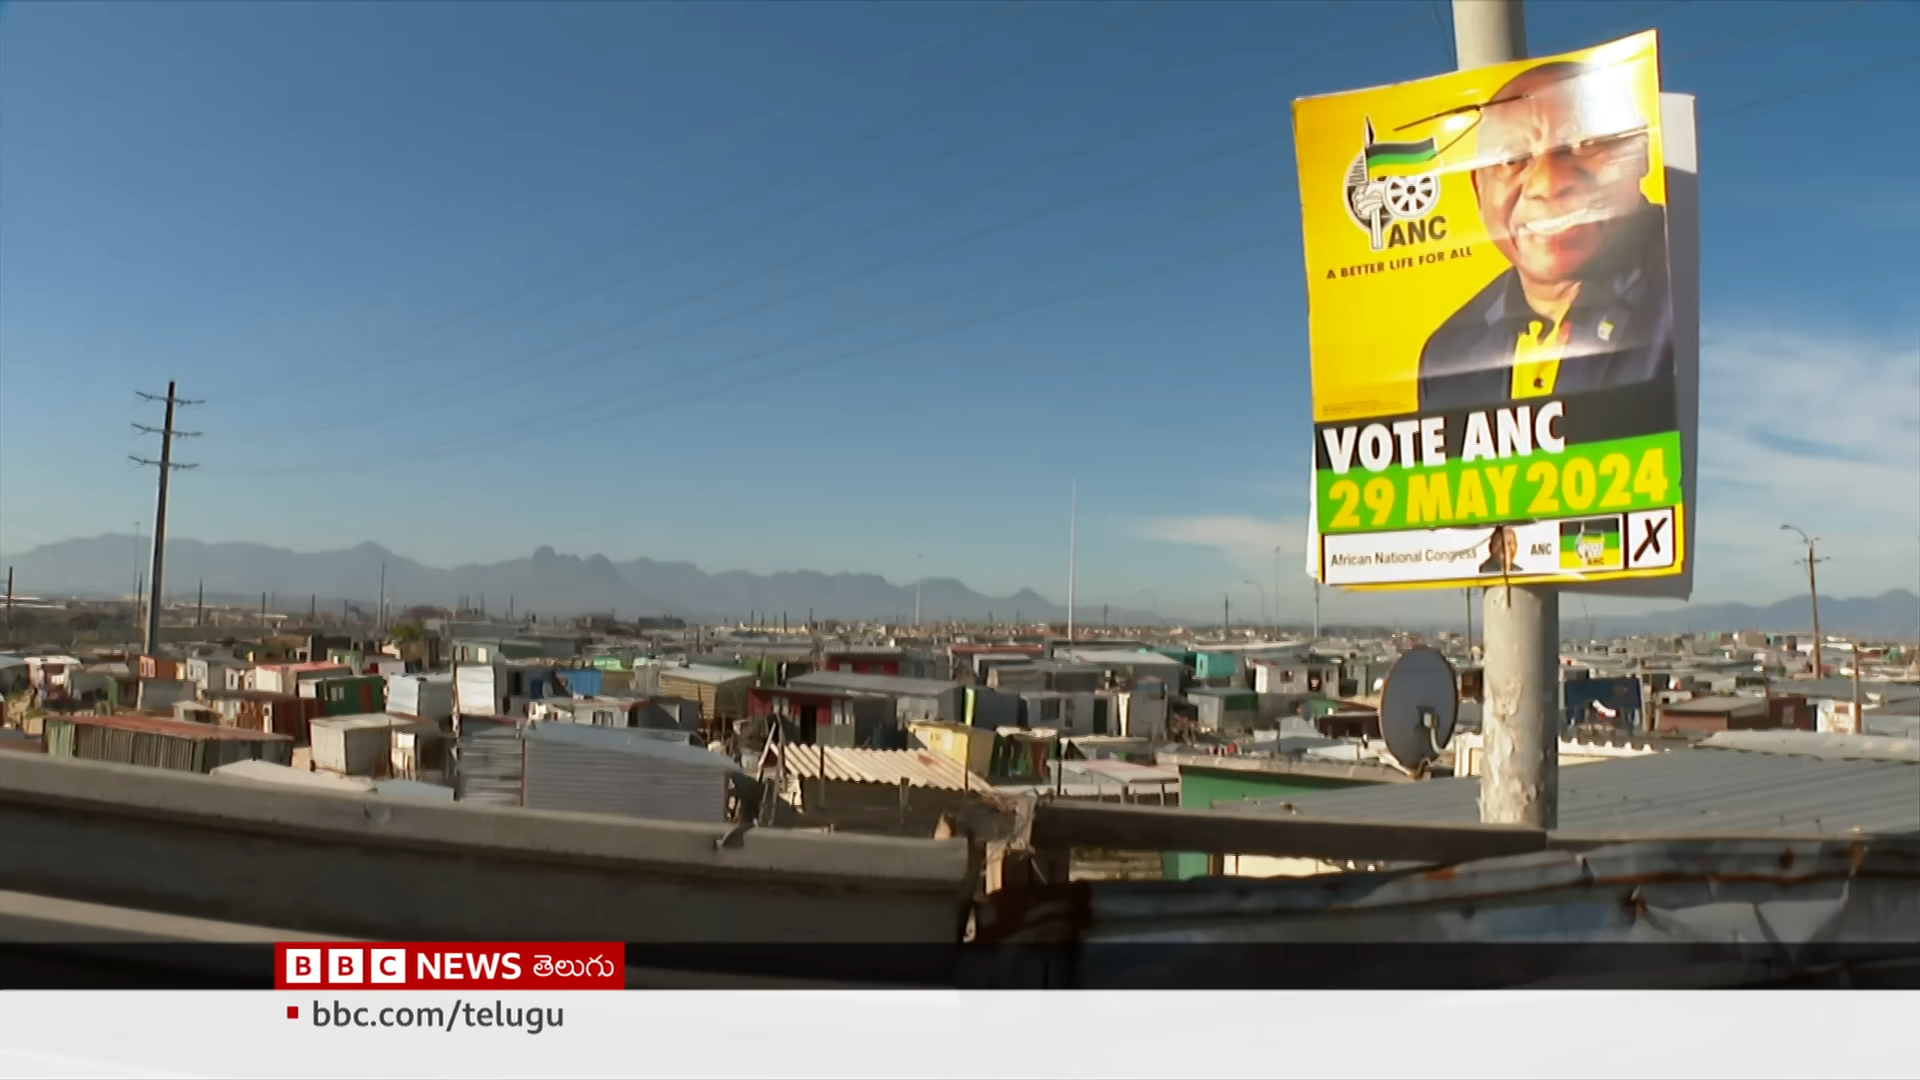 ANC
A BETTER LIFE FOR ALL
VOTE ANC
29 MAY 2024
African National Congress ANC ANC X
BBC NEWS తెలుగు
bbc.com/telugu